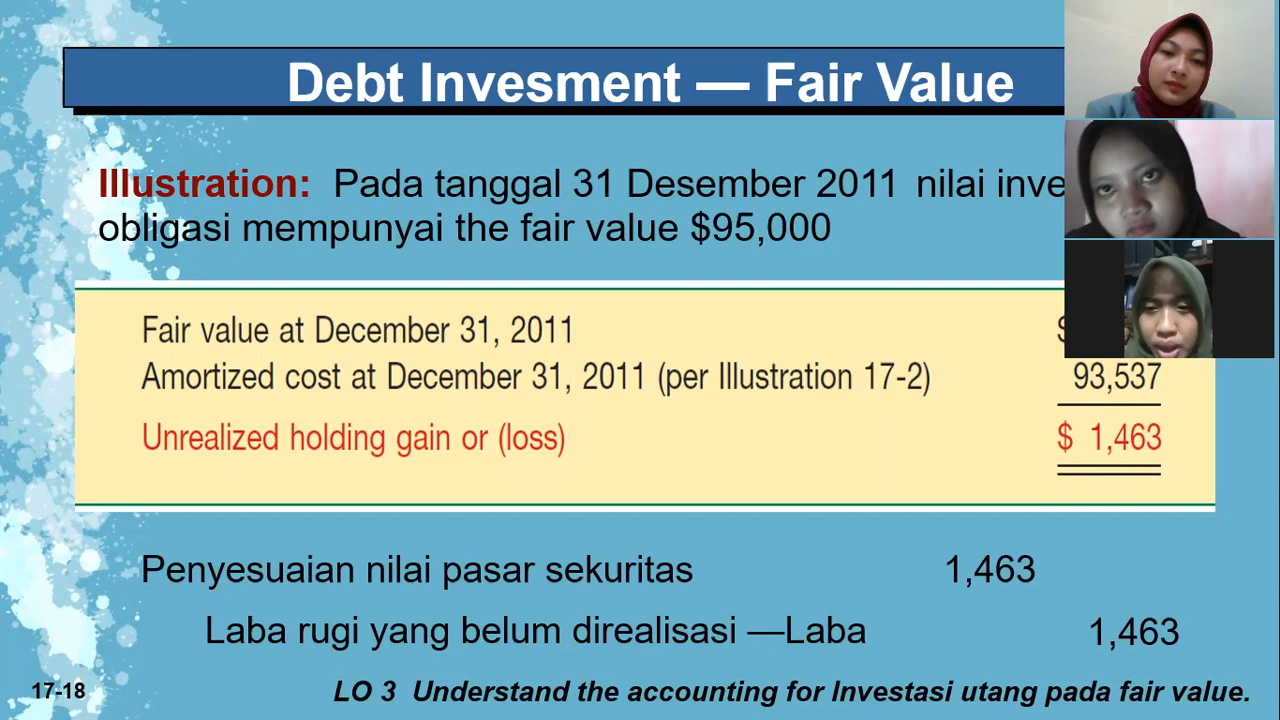 Debt Invesment — Fair Value
Illustration: Pada tanggal 31 Desember 2011 nilai
obligasi mempunyai the fair value $95,000
Fair value at December 31, 2011
Amortized cost at December 31, 2011 (per Illustration 17-2) 93,537
Unrealized holding gain or (loss) $ 1,463
Penyesuaian nilai pasar sekuritas 1,463
Laba rugi yang belum direalisasi —Laba 1,463
17-18 LO 3 Understand the accounting for Investasi utang pada fair value.